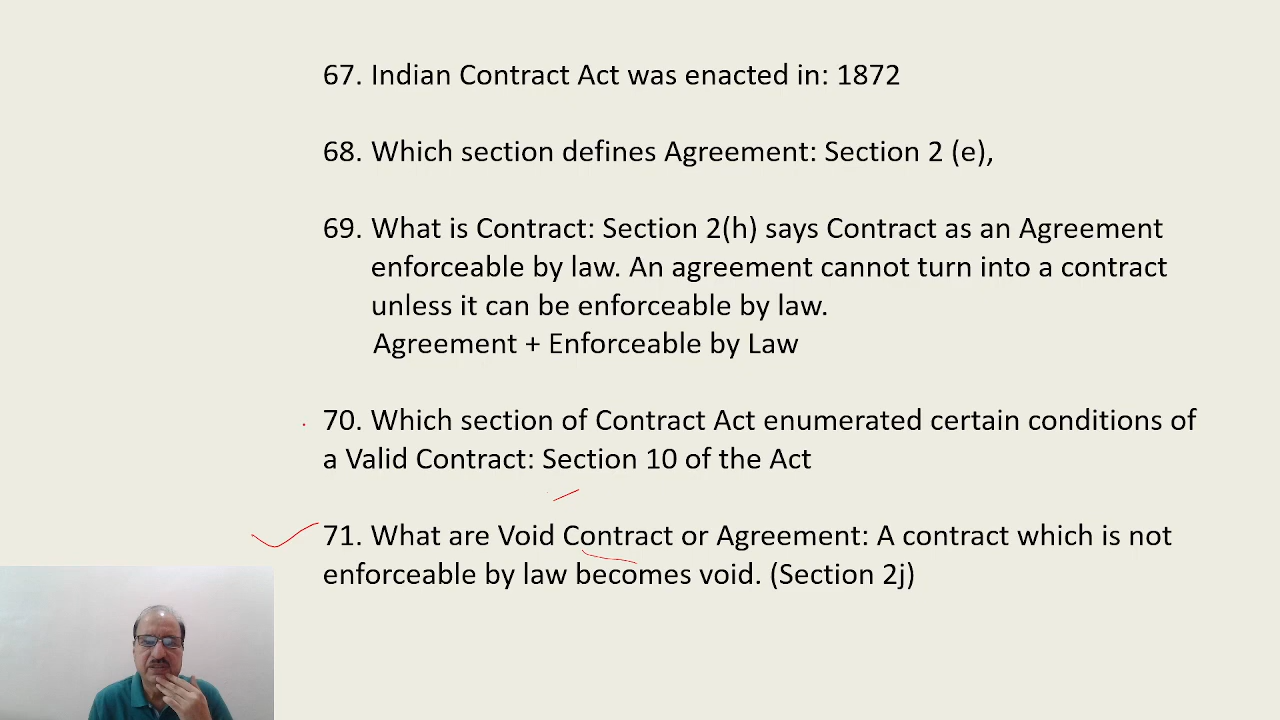 67. Indian Contract Act was enacted in: 1872
68. Which section defines Agreement: Section 2 (e),
69. What is Contract: Section 2(h) says Contract as an Agreement
enforceable by law. An agreement cannot turn into a contract
unless it can be enforceable by law.
Agreement + Enforceable by Law
70. Which section of Contract Act enumerated certain conditions of
a Valid Contract: Section 10 of the Act
71. What are Void Contract or Agreement: A contract which is not
enforceable by law becomes void. (Section 2j)